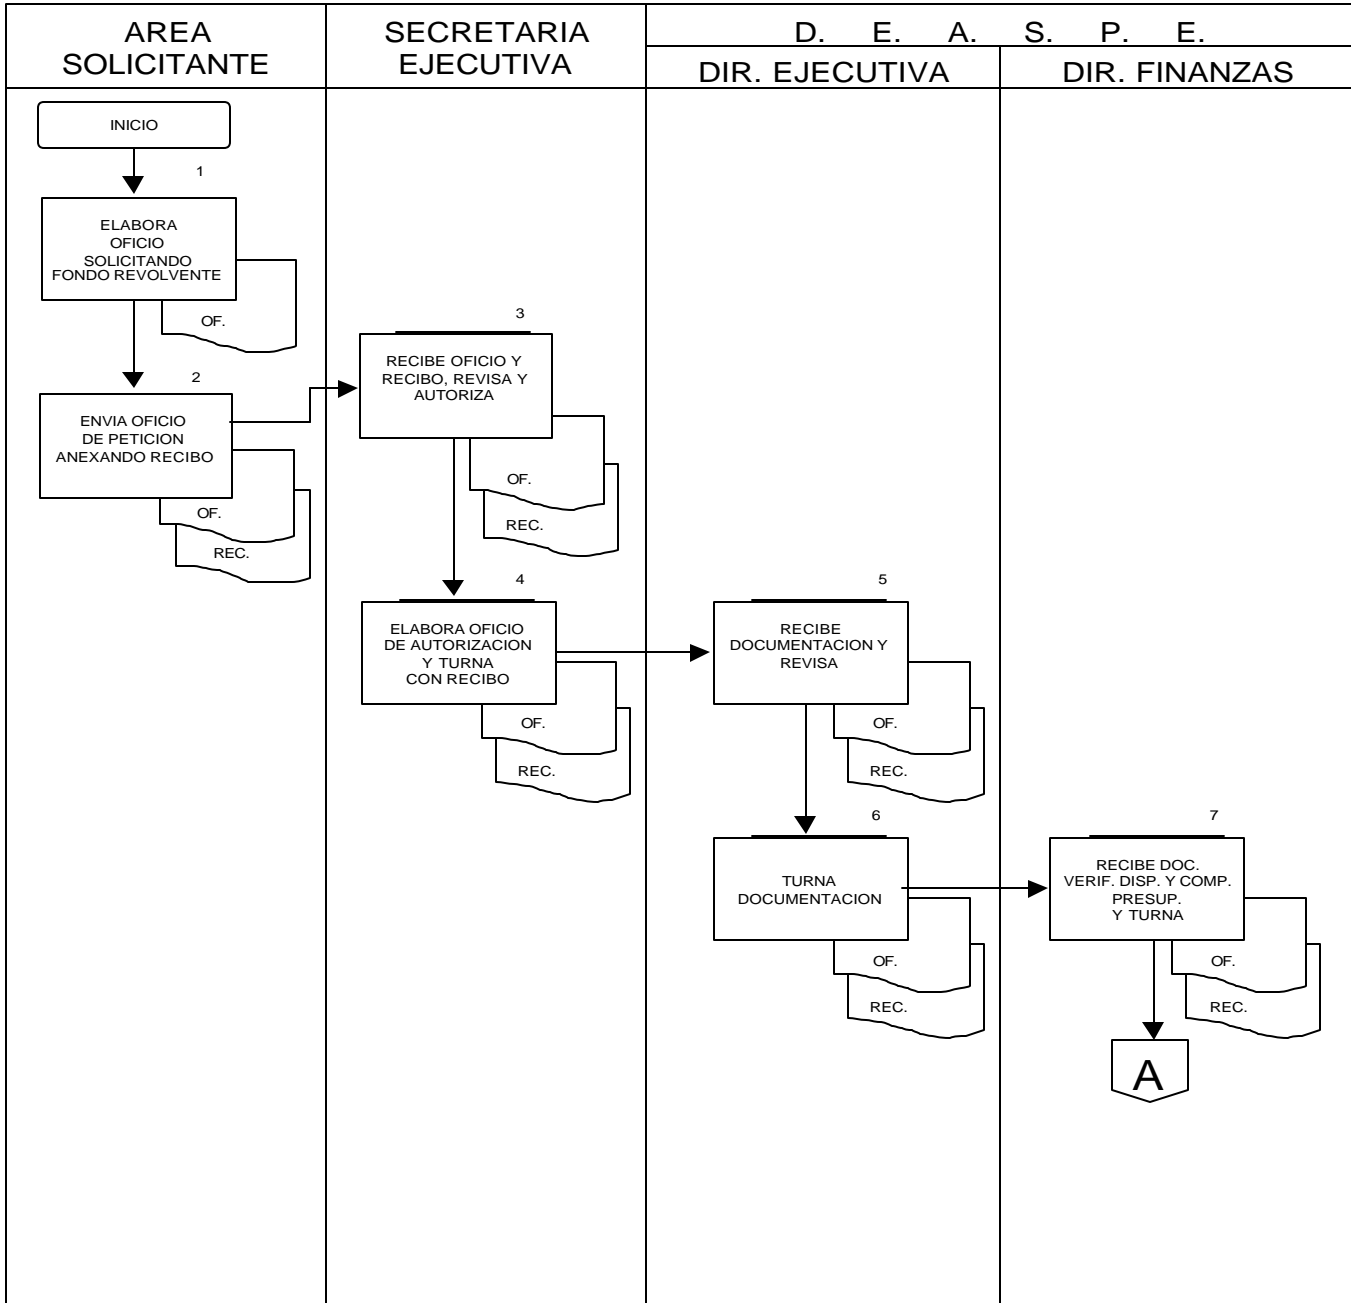 AREA
SOLICITANTE
SECRETARIA
EJECUTIVA
D. E. A. S. P. E.
DIR. EJECUTIVA
DIR. FINANZAS
INICIO
1
ELABORA
OFICIO
SOLICITANDO
FONDO REVOLVENTE
OF.
2
ENVIA OFICIO
DE PETICION
ANEXANDO RECIBO
OF.
REC.
3
RECIBE OFICIO Y
RECIBO, REVISA Y
AUTORIZA
OF.
REC.
4
ELABORA OFICIO
DE AUTORIZACION
Y TURNA
CON RECIBO
OF.
REC.
5
RECIBE
DOCUMENTACION Y
REVISA
OF.
REC.
6
TURNA
DOCUMENTACION
OF.
REC.
7
RECIBE DOC.
VERIF. DISP. Y COMP.
PRESUP.
Y TURNA
OF.
REC.
A